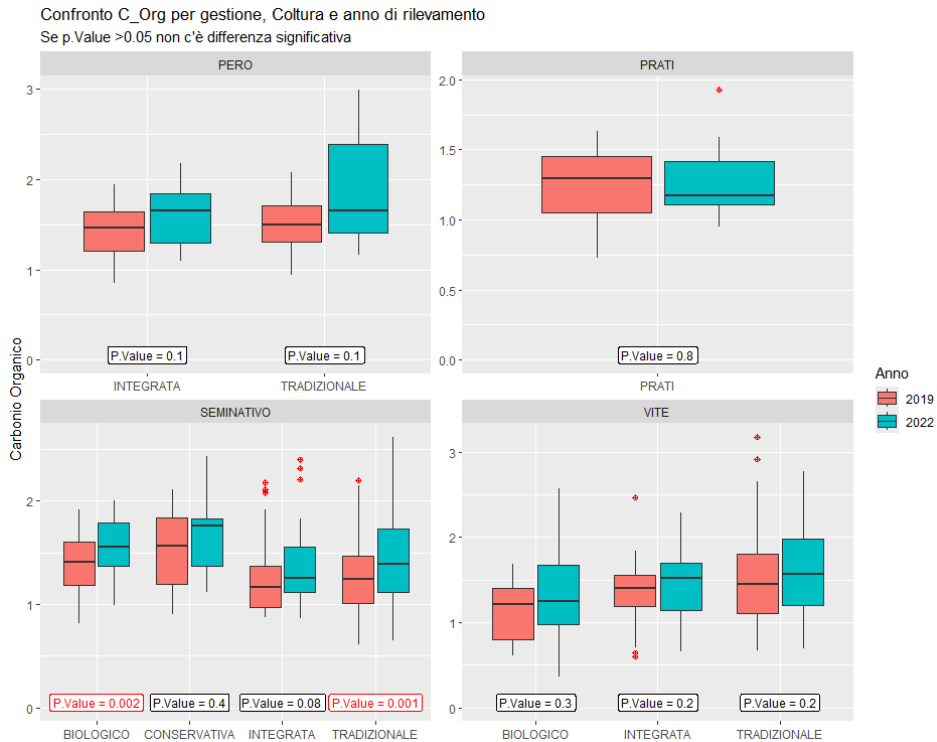 Confronto C_Org per gestione, Coltura e anno di rilevamento
Se p.Value >0.05 non c'è differenza significativa
PERO
3
2
1
0
P.Value = 0.1
P.Value = 0.1
INTEGRATA
TRADIZIONALE
PRATI
2.0
1.5
1.0
0.5
0.0
P.Value = 0.8
PRATI
Carbonio Organico
SEMINATIVO
2
1
0
P.Value = 0.002
P.Value = 0.4
P.Value = 0.08
P.Value = 0.001
BIOLOGICO
CONSERVATIVA
INTEGRATA
TRADIZIONALE
VITE
3
2
1
0
P.Value = 0.3
P.Value = 0.2
P.Value = 0.2
BIOLOGICO
INTEGRATA
TRADIZIONALE
Anno
2019
2022